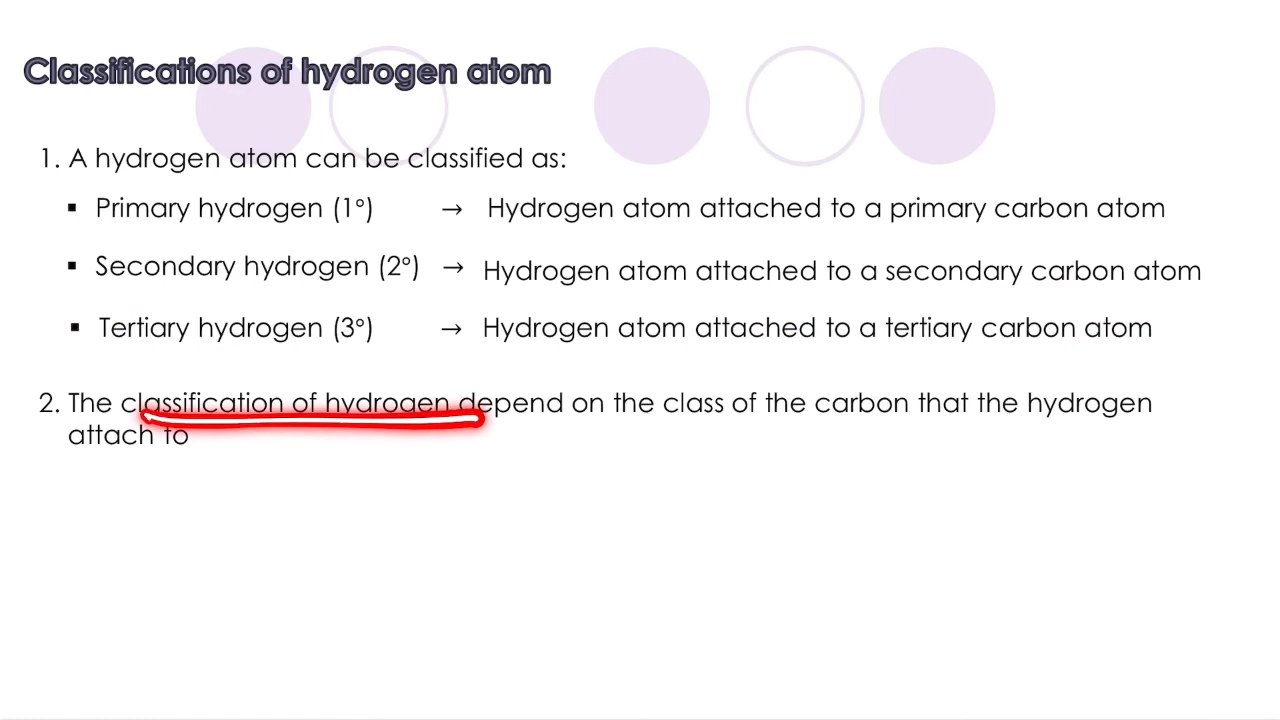 Classifications of hydrogen atom
1. A hydrogen atom can be classified as:
▪ Primary hydrogen (1°) → Hydrogen atom attached to a primary carbon atom
▪ Secondary hydrogen (2°) → Hydrogen atom attached to a secondary carbon atom
▪ Tertiary hydrogen (3°) → Hydrogen atom attached to a tertiary carbon atom
2. The classification of hydrogen depend on the class of the carbon that the hydrogen
attach to